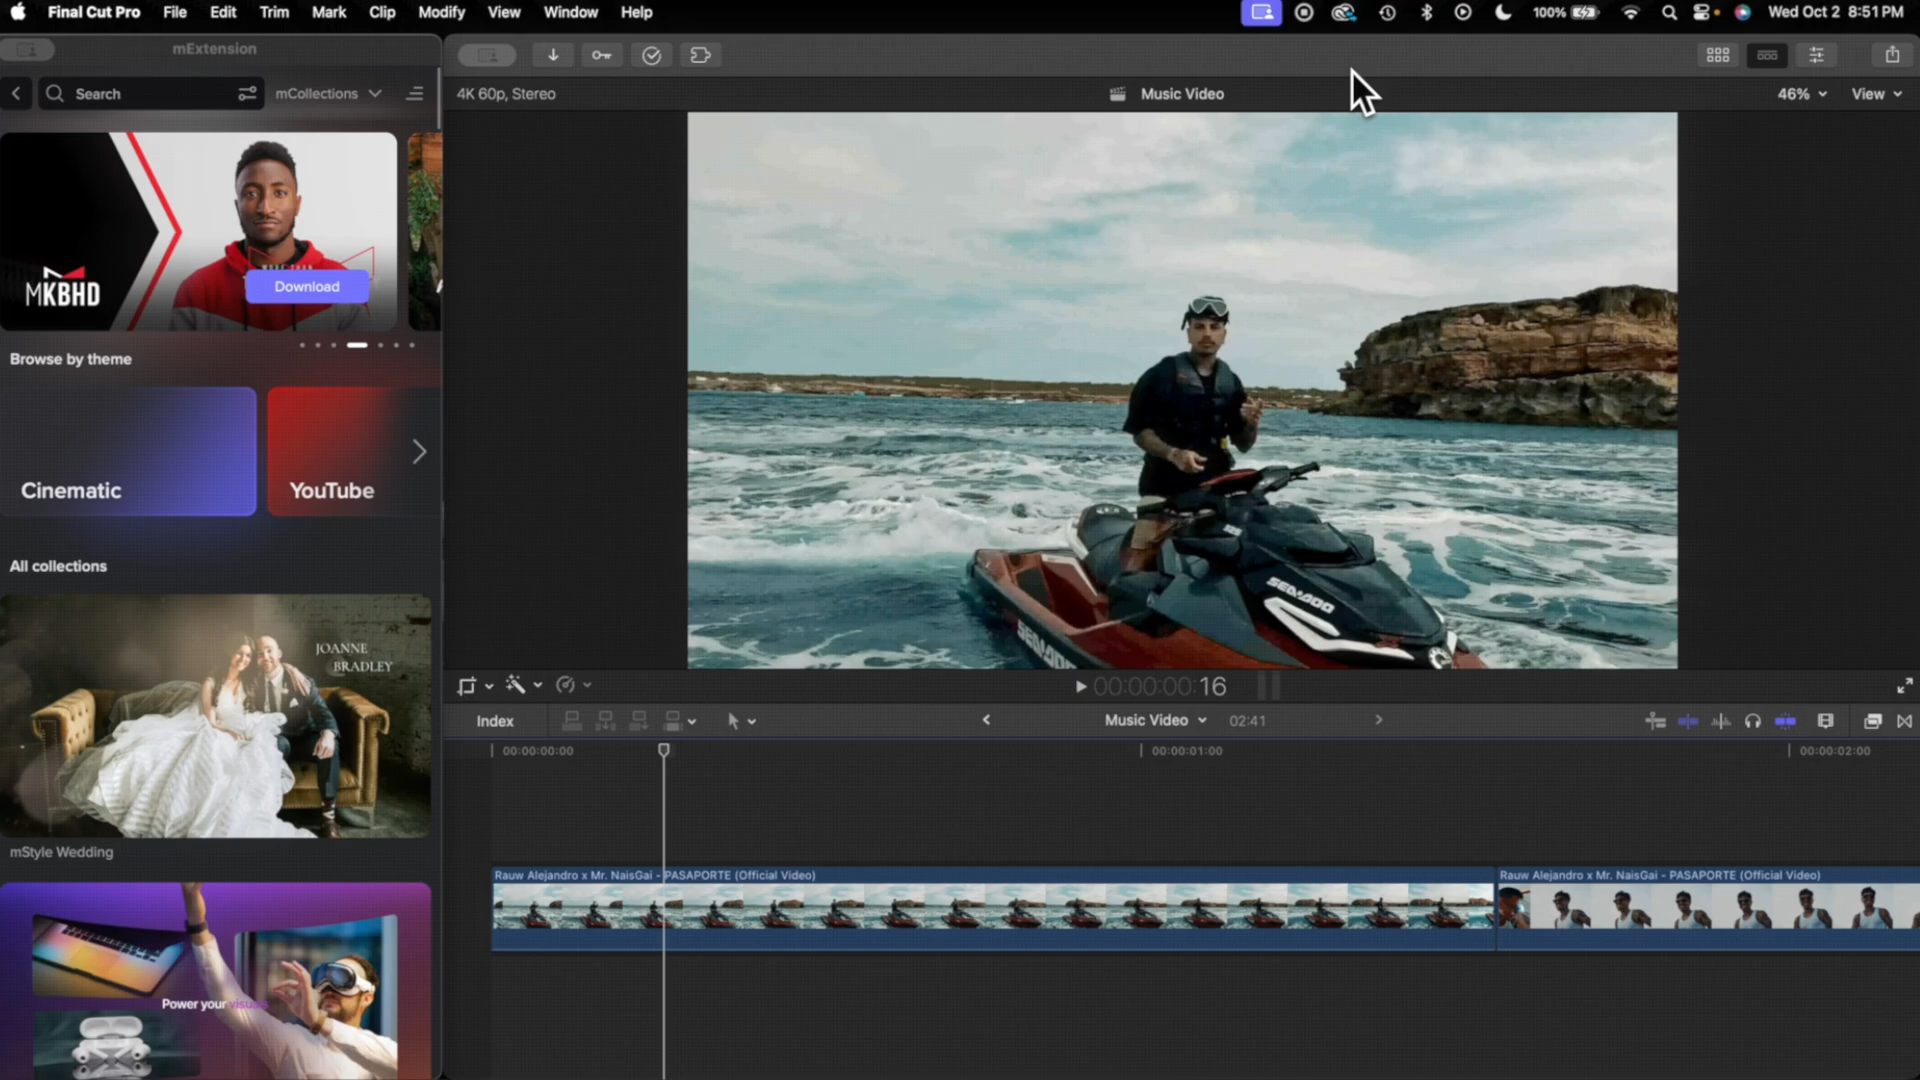 Final Cut Pro File Edit Trim Mark Clip Modify View Window Help 100% Wed Oct 2 8:51 PM
mExtension
Search mCollections
4K 60p, Stereo Music Video 46% View
MKBHD
Download
Browse by theme
Cinematic YouTube
All collections
JOANNE
BRADLEY
mStyle Wedding
Power your visual
SEADOO
SEADOO
00:00:00:16
Index Music Video 02:41
00:00:00:00 00:00:01:00 00:00:02:00
Rauw Alejandro x Mr. NaisGai - PASAPORTE (Official Video) Rauw Alejandro x Mr. NaisGai - PASAPORTE (Official Video)